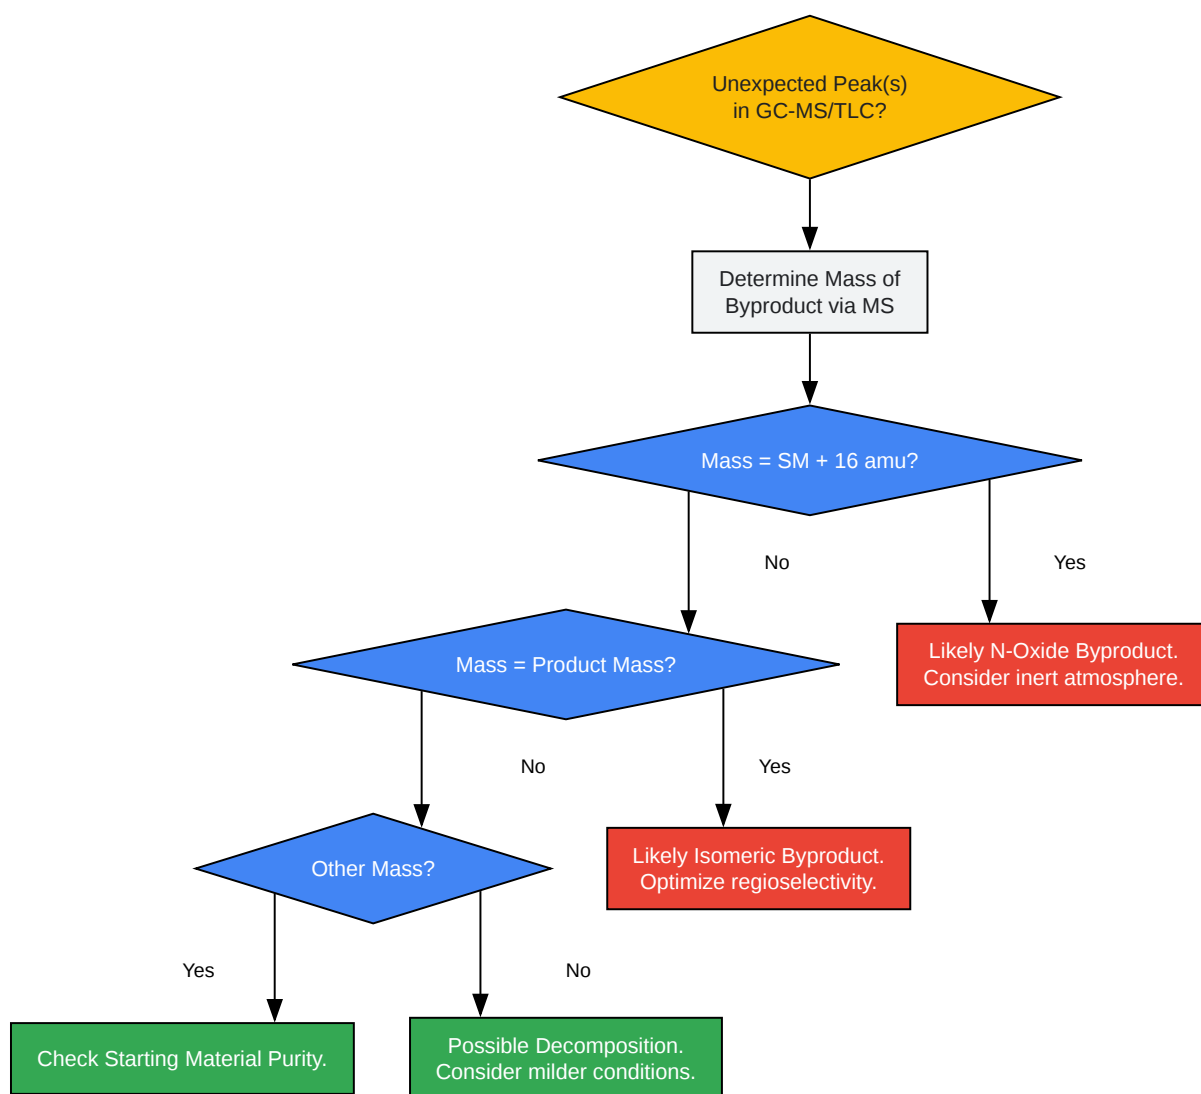 Unexpected Peak(s)
in GC-MS/TLC?
Determine Mass of
Byproduct via MS
Mass = SM + 16 amu?
No
Yes
Likely N-Oxide Byproduct.
Consider inert atmosphere.
Mass = Product Mass?
No
Yes
Likely Isomeric Byproduct.
Optimize regioselectivity.
Other Mass?
Yes
No
Check Starting Material Purity.
Possible Decomposition.
Consider milder conditions.